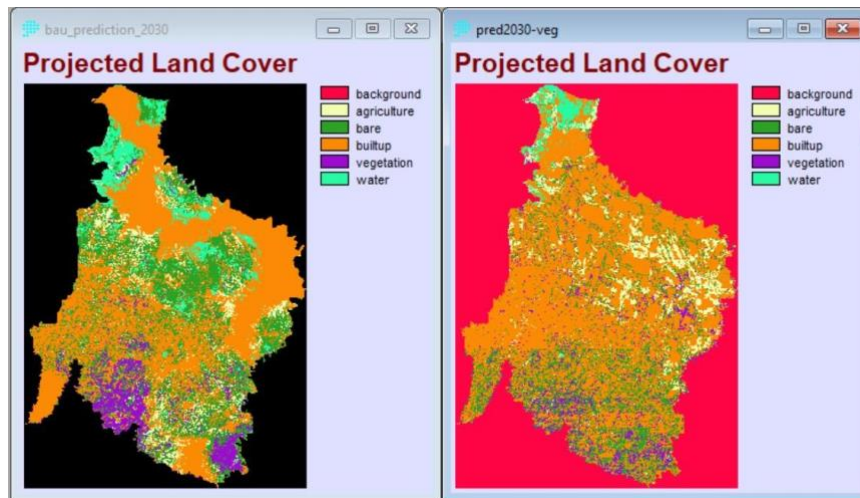 bau_prediction_2030
Projected Land Cover
background
agriculture
bare
builtup
vegetation
water
pred2030-veg
Projected Land Cover
background
agriculture
bare
builtup
vegetation
water